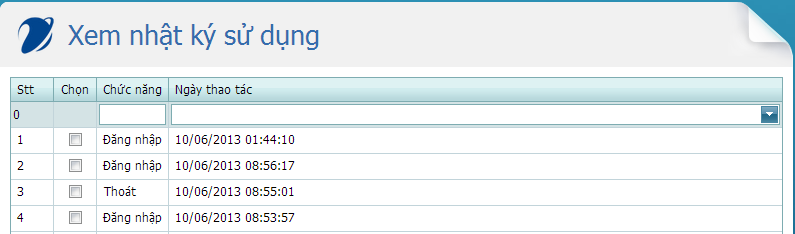 Xem nhật ký sử dụng
Stt Chọn Chức năng Ngày thao tác
0
1 Đăng nhập 10/06/2013 01:44:10
2 Đăng nhập 10/06/2013 08:56:17
3 Thoát 10/06/2013 08:55:01
4 Đăng nhập 10/06/2013 08:53:57